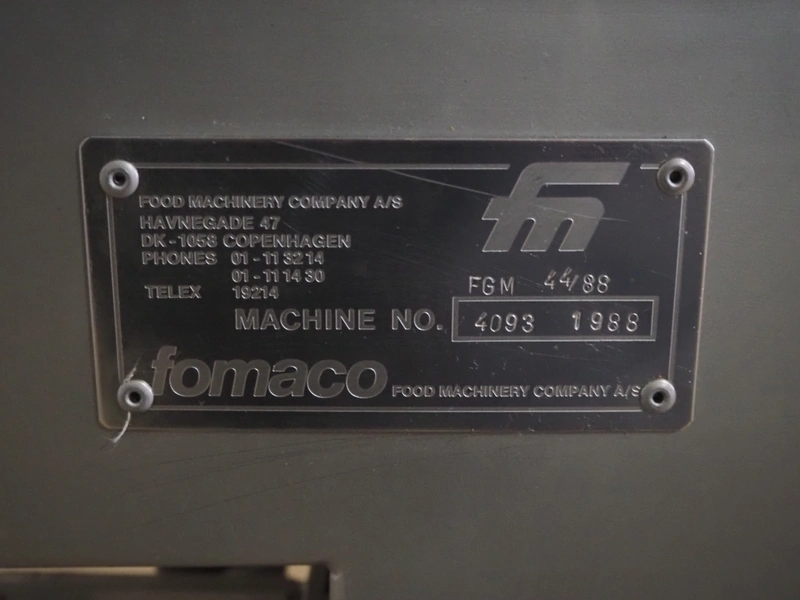 FOOD MACHINERY COMPANY A/S
HAVNEGADE 47
DK-1058 COPENHAGEN
PHONES 01-11 32 14
01-11 14 30
TELEX 19214
fm
FGM 44/88
MACHINE NO. 4093 1988
fomaco FOOD MACHINERY COMPANY A/S